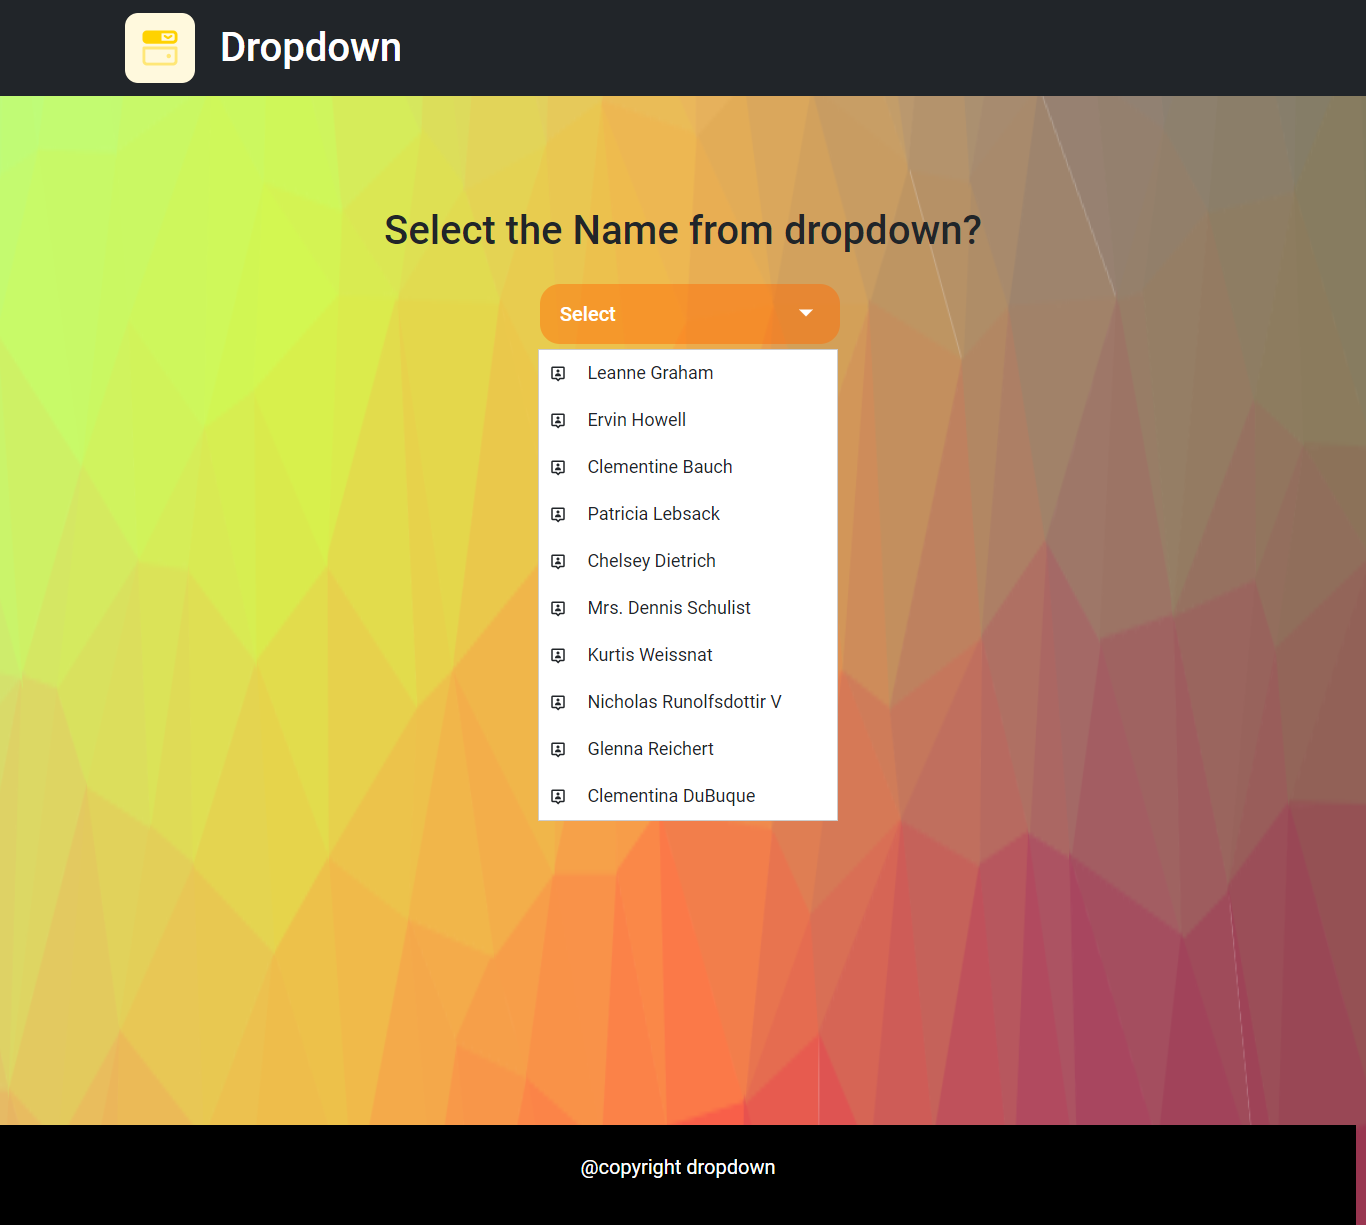 Dropdown
Select the Name from dropdown?
Select
Leanne Graham
Ervin Howell
Clementine Bauch
Patricia Lebsack
Chelsey Dietrich
Mrs. Dennis Schulist
Kurtis Weissnat
Nicholas Runolfsdottir V
Glenna Reichert
Clementina DuBuque
@copyright dropdown